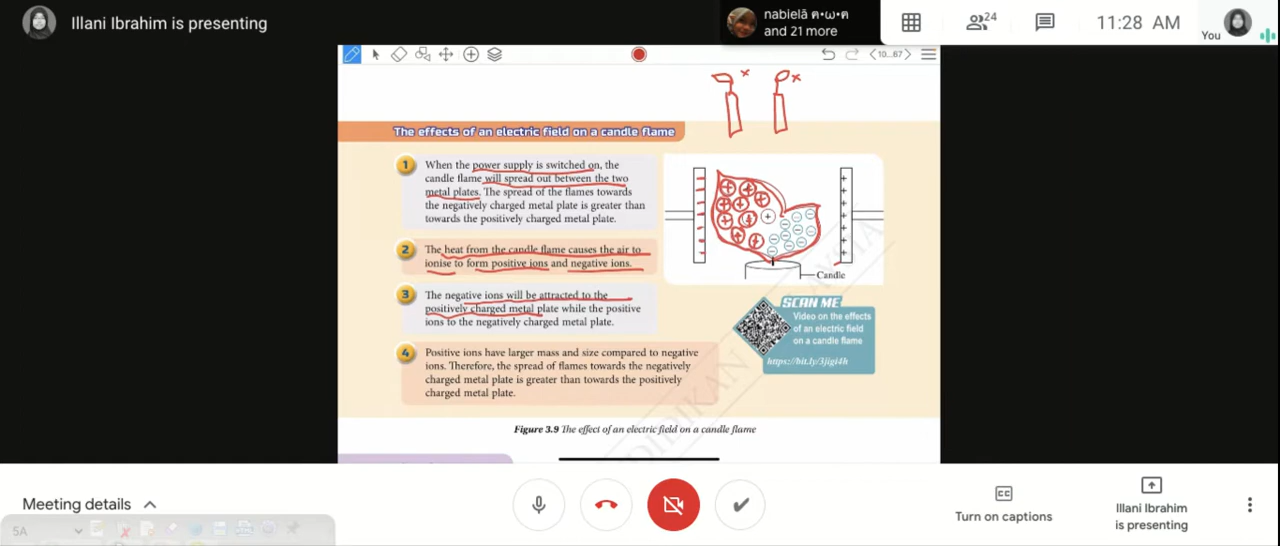 Illani Ibrahim is presenting
nabielā ฅ•ω•ฅ
and 21 more
24
11:28 AM
You
10...67
The effects of an electric field on a candle flame
1 When the power supply is switched on, the
candle flame will spread out between the two
metal plates. The spread of the flames towards
the negatively charged metal plate is greater than
towards the positively charged metal plate.
2 The heat from the candle flame causes the air to
ionise to form positive ions and negative ions.
3 The negative ions will be attracted to the
positively charged metal plate while the positive
ions to the negatively charged metal plate.
4 Positive ions have larger mass and size compared to negative
ions. Therefore, the spread of flames towards the negatively
charged metal plate is greater than towards the positively
charged metal plate.
Candle
SCAN ME
Video on the effects
of an electric field
on a candle flame
https://bit.ly/3jigi4h
Figure 3.9 The effect of an electric field on a candle flame
Meeting details
5A
CC
Turn on captions
Illani Ibrahim
is presenting